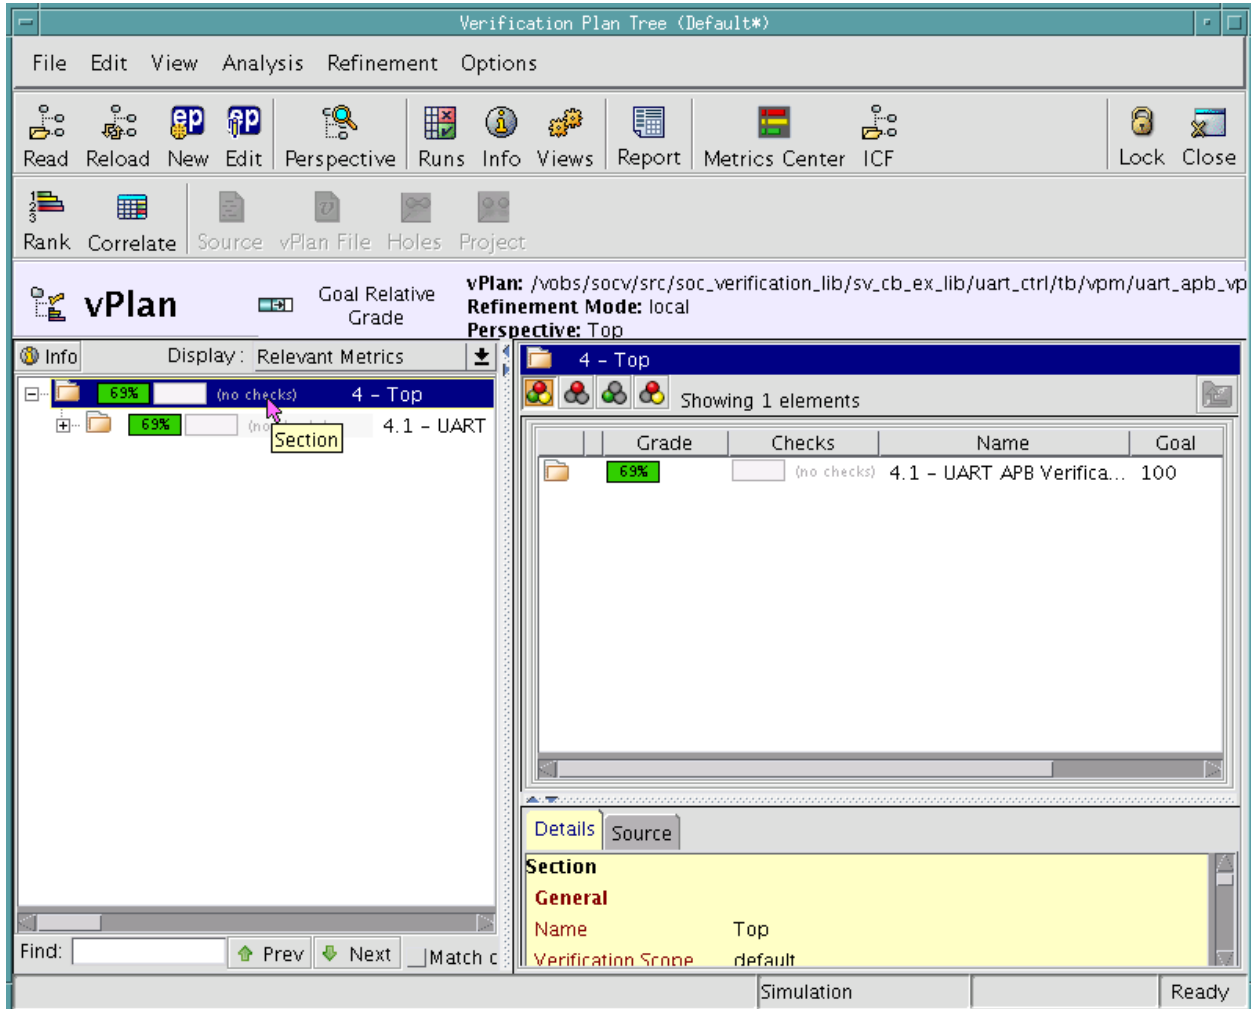 Verification Plan Tree (Default*)
File Edit View Analysis Refinement Options
Read Reload New Edit Perspective Runs Info Views Report Metrics Center ICF Lock Close
Rank Correlate Source vPlan File Holes Project
vPlan
Goal Relative
Grade
vPlan: /vobs/socv/src/soc_verification_lib/sv_cb_ex_lib/uart_ctrl/tb/vpm/uart_apb_vp
Refinement Mode: local
Perspective: Top
Info Display: Relevant Metrics
69% (no checks) 4 - Top
69% 4.1 - UART
Section
4 - Top
Showing 1 elements
Grade Checks Name Goal
69% (no checks) 4.1 - UART APB Verifica... 100
Details Source
Section
General
Name Top
Verification Scope default
Find: Prev Next Match c
Simulation Ready